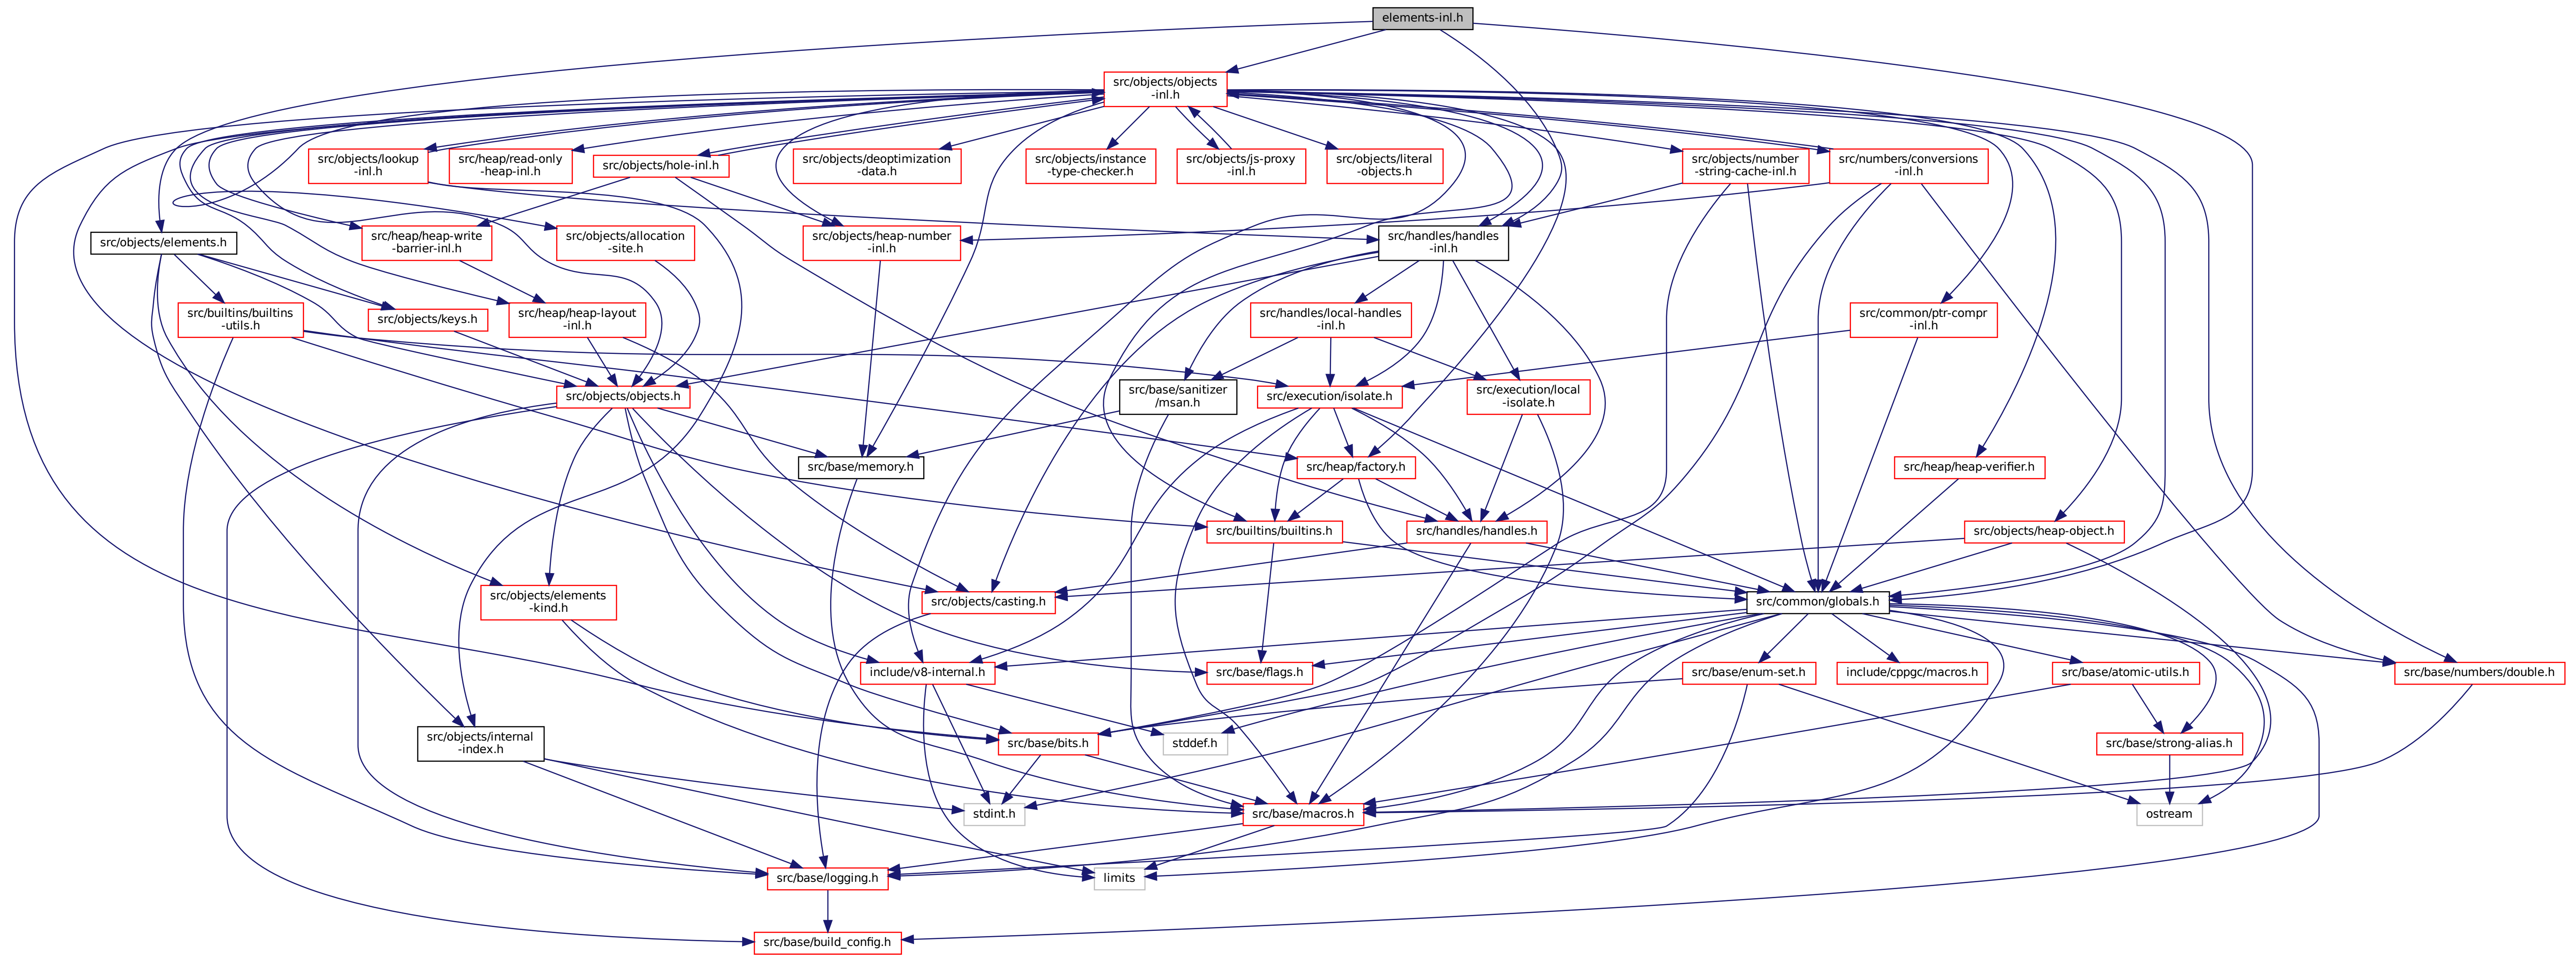 elements-inl.h
src/objects/objects
-inl.h
src/objects/lookup
-inl.h
src/heap/read-only
-heap-inl.h
src/objects/hole-inl.h
src/objects/deoptimization
-data.h
src/objects/instance
-type-checker.h
src/objects/js-proxy
-inl.h
src/objects/literal
-objects.h
src/objects/number
-string-cache-inl.h
src/numbers/conversions
-inl.h
src/objects/elements.h
src/heap/heap-write
-barrier-inl.h
src/objects/allocation
-site.h
src/objects/heap-number
-inl.h
src/handles/handles
-inl.h
src/builtins/builtins
-utils.h
src/objects/keys.h
src/heap/heap-layout
-inl.h
src/handles/local-handles
-inl.h
src/common/ptr-compr
-inl.h
src/objects/objects.h
src/base/sanitizer
/msan.h
src/execution/isolate.h
src/execution/local
-isolate.h
src/base/memory.h
src/heap/factory.h
src/heap/heap-verifier.h
src/builtins/builtins.h
src/handles/handles.h
src/objects/heap-object.h
src/objects/elements
-kind.h
src/objects/casting.h
src/common/globals.h
include/v8-internal.h
src/base/flags.h
src/base/enum-set.h
include/cppgc/macros.h
src/base/atomic-utils.h
src/base/numbers/double.h
src/objects/internal
-index.h
src/base/bits.h
stddef.h
src/base/strong-alias.h
stdint.h
src/base/macros.h
ostream
src/base/logging.h
limits
src/base/build_config.h